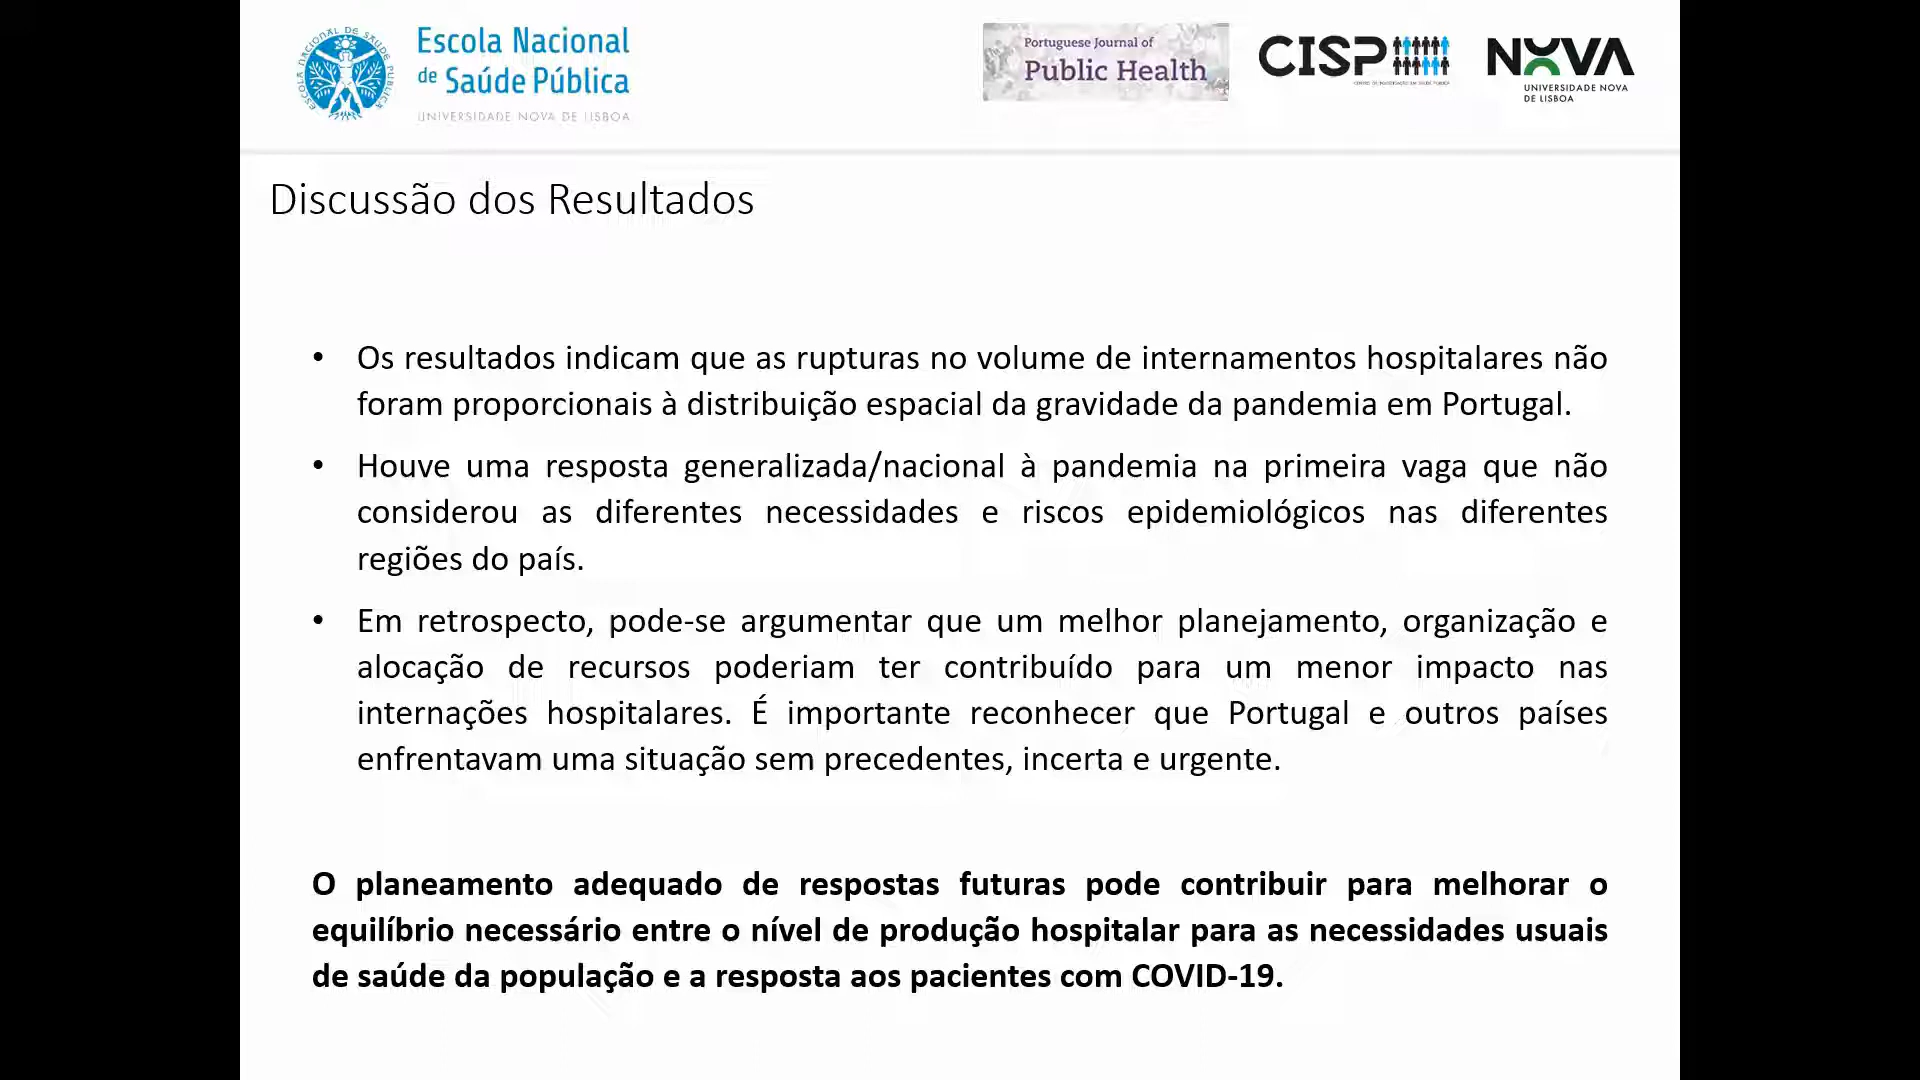 Escola Nacional
de Saúde Pública
UNIVERSIDADE NOVA DE LISBOA
Portuguese Journal of
Public Health
CISP
NOVA
UNIVERSIDADE NOVA
DE LISBOA
Discussão dos Resultados
• Os resultados indicam que as rupturas no volume de internamentos hospitalares não
foram proporcionais à distribuição espacial da gravidade da pandemia em Portugal.
• Houve uma resposta generalizada/nacional à pandemia na primeira vaga que não
considerou as diferentes necessidades e riscos epidemiológicos nas diferentes
regiões do país.
• Em retrospecto, pode-se argumentar que um melhor planejamento, organização e
alocação de recursos poderiam ter contribuído para um menor impacto nas
internações hospitalares. É importante reconhecer que Portugal e outros países
enfrentavam uma situação sem precedentes, incerta e urgente.
O planeamento adequado de respostas futuras pode contribuir para melhorar o
equilíbrio necessário entre o nível de produção hospitalar para as necessidades usuais
de saúde da população e a resposta aos pacientes com COVID-19.